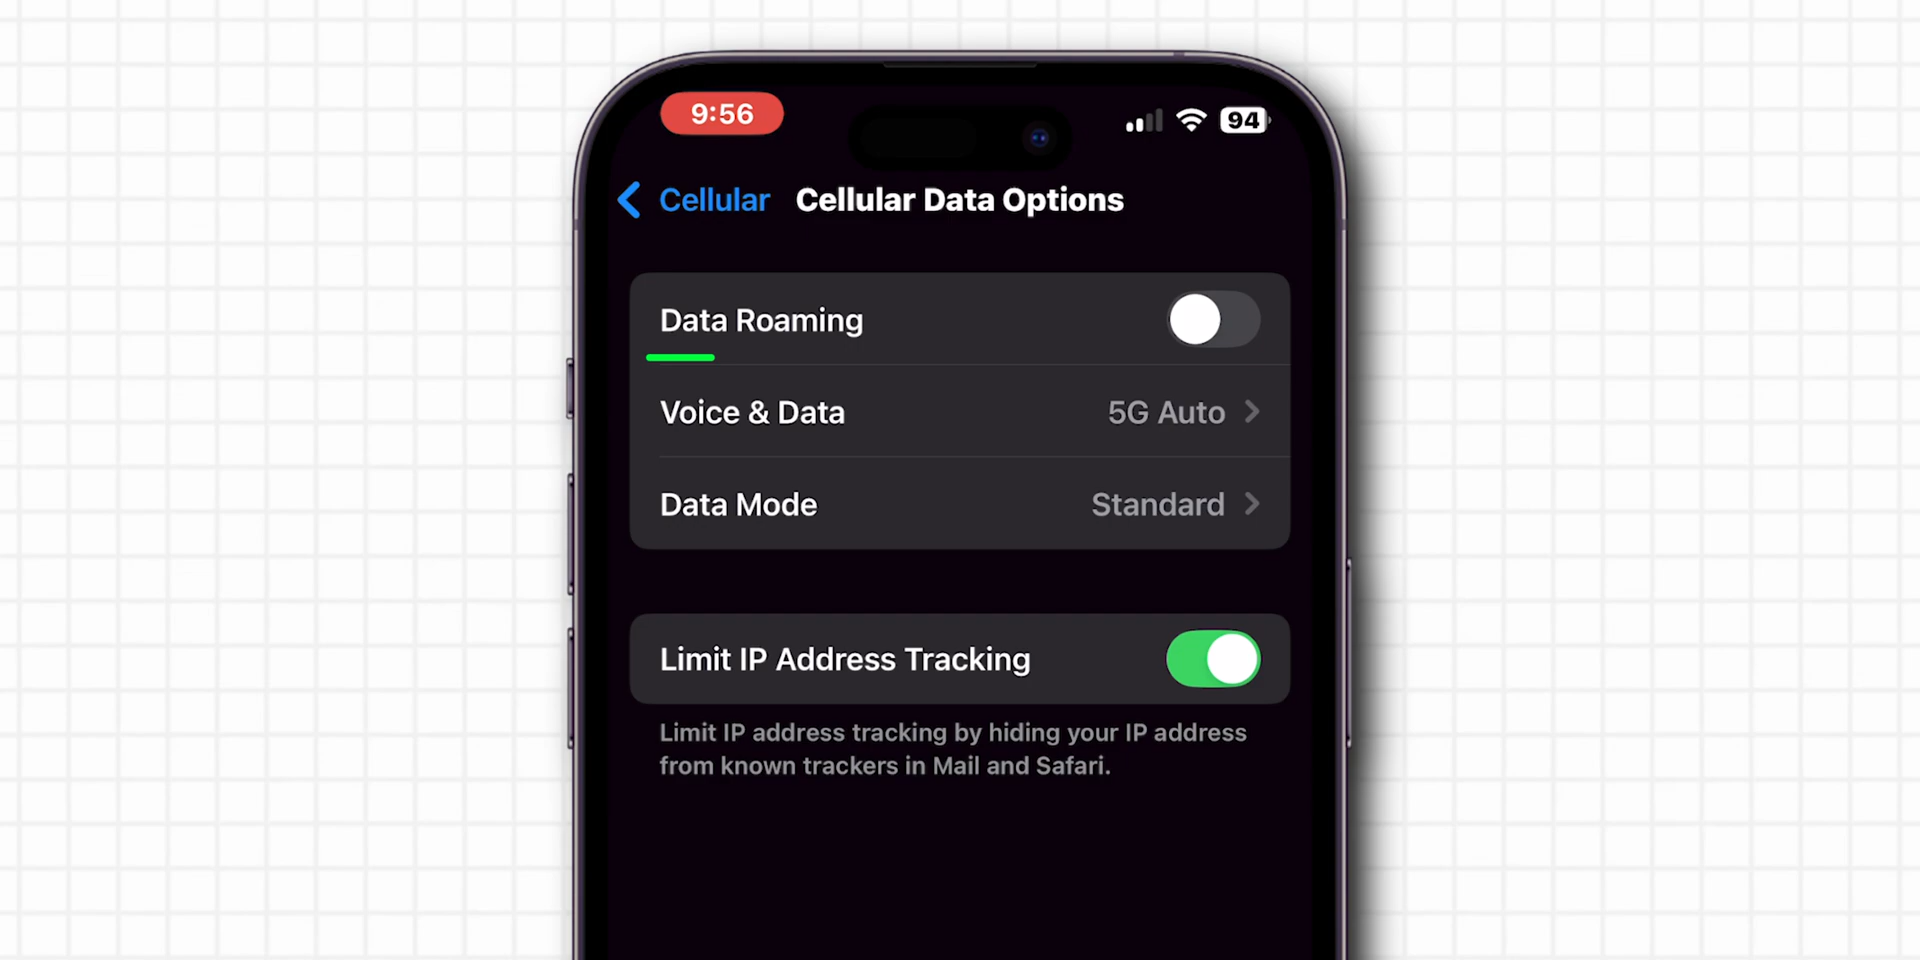 9:56
94
Cellular
Cellular Data Options
Data Roaming
Voice & Data
5G Auto
Data Mode
Standard
Limit IP Address Tracking
Limit IP address tracking by hiding your IP address
from known trackers in Mail and Safari.